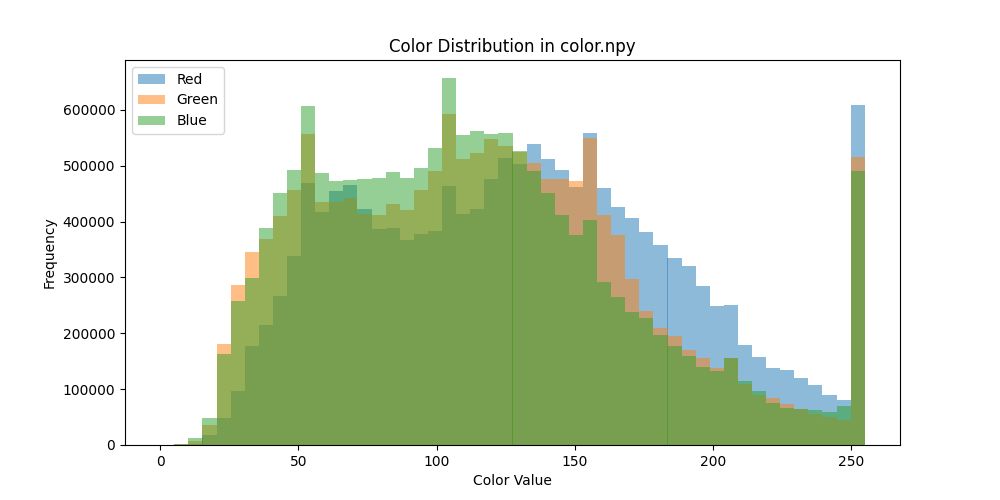 Color Distribution in color.npy
Red
Green
Blue
Frequency
600000
500000
400000
300000
200000
100000
0
0 50 100 150 200 250
Color Value